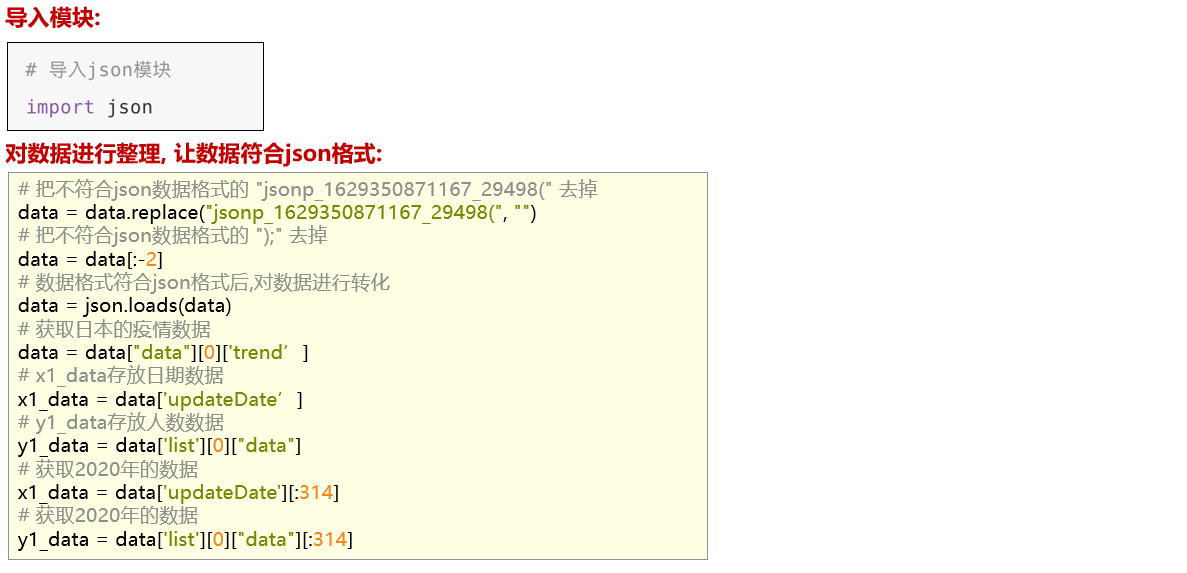 导入模块:
# 导入json模块
import json
对数据进行整理, 让数据符合json格式:
# 把不符合json数据格式的 "jsonp_1629350871167_29498(" 去掉
data = data.replace("jsonp_1629350871167_29498(", "")
# 把不符合json数据格式的 ");" 去掉
data = data[:-2]
# 数据格式符合json格式后,对数据进行转化
data = json.loads(data)
# 获取日本的疫情数据
data = data["data"][0]['trend’]
# x1_data存放日期数据
x1_data = data['updateDate’]
# y1_data存放人数数据
y1_data = data['list'][0]["data"]
# 获取2020年的数据
x1_data = data['updateDate'][:314]
# 获取2020年的数据
y1_data = data['list'][0]["data"][:314]